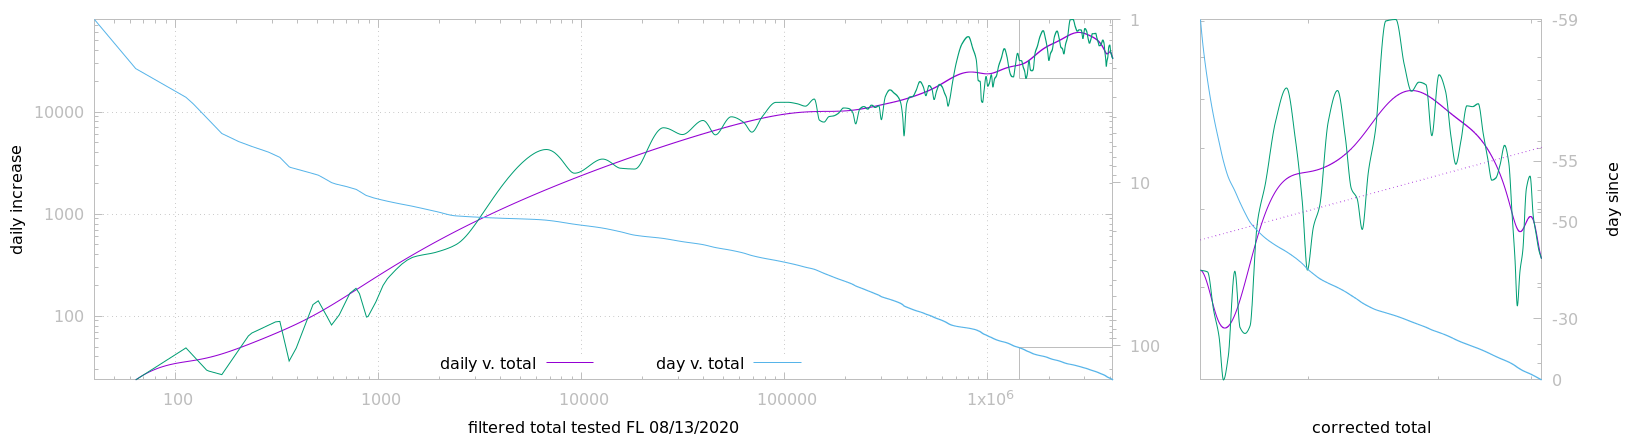 daily increase
10000
1000
100
100
1000
10000
100000
1x10^6
1
10
100
daily v. total
day v. total
filtered total tested FL 08/13/2020
-59
-55
-50
-30
0
day since
corrected total